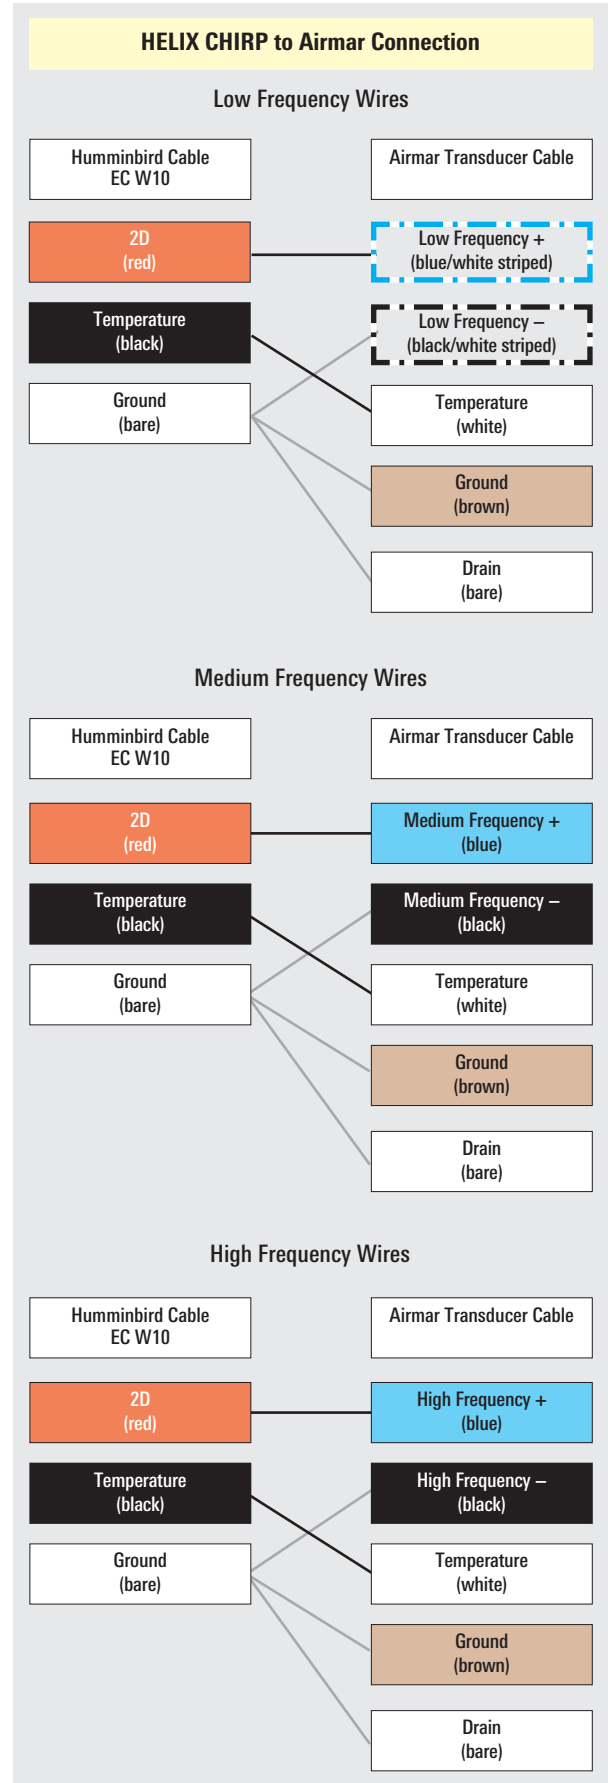 HELIX CHIRP to Airmar Connection
Low Frequency Wires
Humminbird Cable
EC W10
Airmar Transducer Cable
2D
(red)
Low Frequency +
(blue/white striped)
Temperature
(black)
Low Frequency –
(black/white striped)
Ground
(bare)
Temperature
(white)
Ground
(brown)
Drain
(bare)
Medium Frequency Wires
Humminbird Cable
EC W10
Airmar Transducer Cable
2D
(red)
Medium Frequency +
(blue)
Temperature
(black)
Medium Frequency –
(black)
Ground
(bare)
Temperature
(white)
Ground
(brown)
Drain
(bare)
High Frequency Wires
Humminbird Cable
EC W10
Airmar Transducer Cable
2D
(red)
High Frequency +
(blue)
Temperature
(black)
High Frequency –
(black)
Ground
(bare)
Temperature
(white)
Ground
(brown)
Drain
(bare)